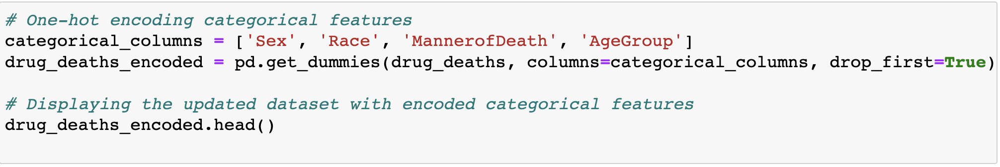 # One-hot encoding categorical features
categorical_columns = ['Sex', 'Race', 'MannerofDeath', 'AgeGroup']
drug_deaths_encoded = pd.get_dummies(drug_deaths, columns=categorical_columns, drop_first=True)
# Displaying the updated dataset with encoded categorical features
drug_deaths_encoded.head()